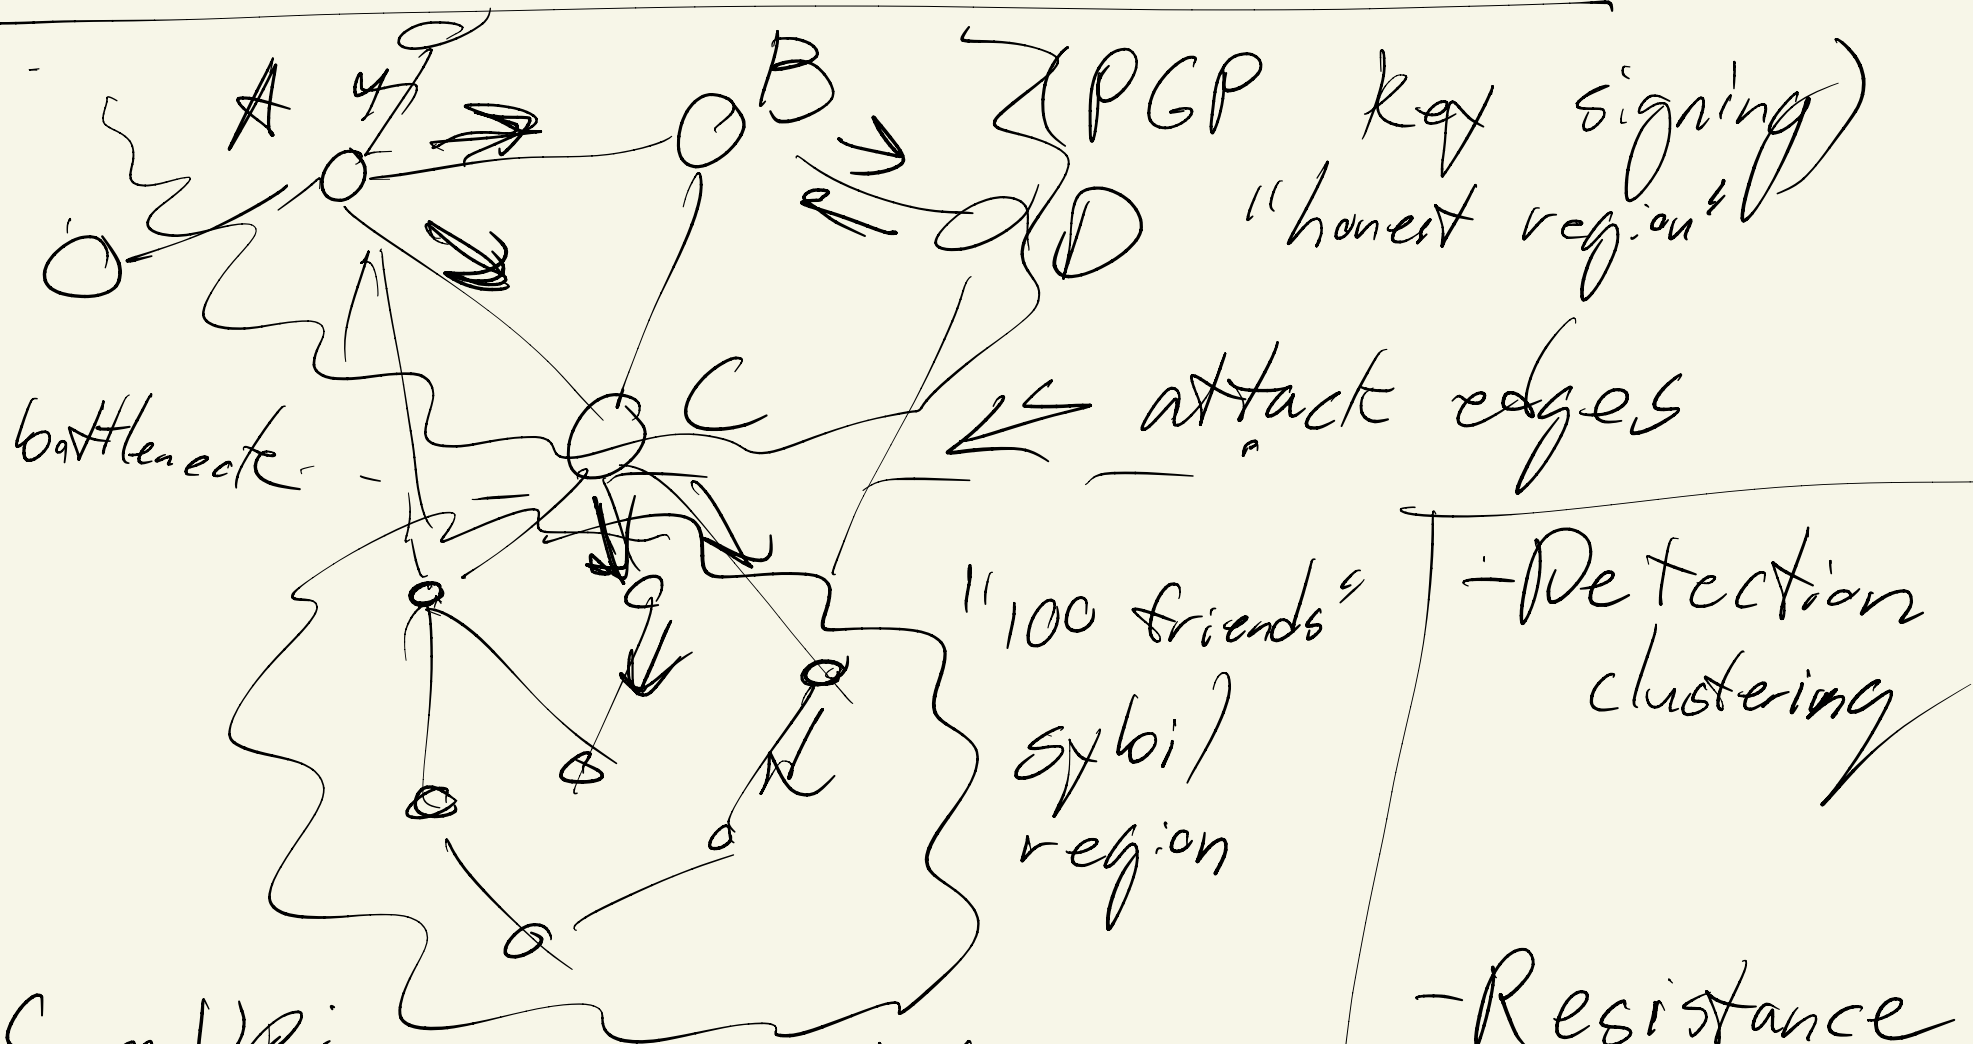 A
B
(PGP key signing)
"honest region"
D
C
attack edges
bottleneck
"100 friends"
sybil
region
-Detection
clustering
-Resistance